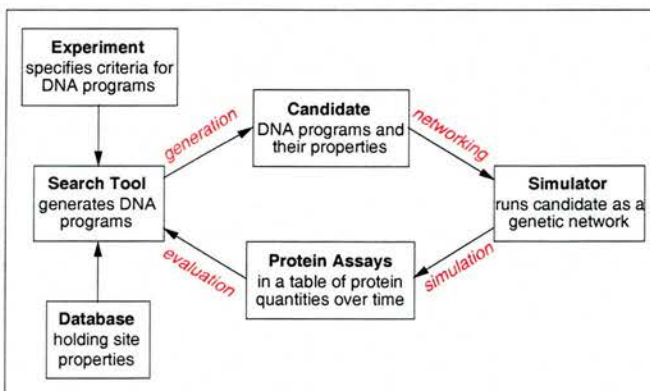 Experiment
specifies criteria for
DNA programs
generation
Candidate
DNA programs and
their properties
networking
Search Tool
generates DNA
programs
Simulator
runs candidate as a
genetic network
evaluation
Protein Assays
in a table of protein
quantities over time
simulation
Database
holding site
properties